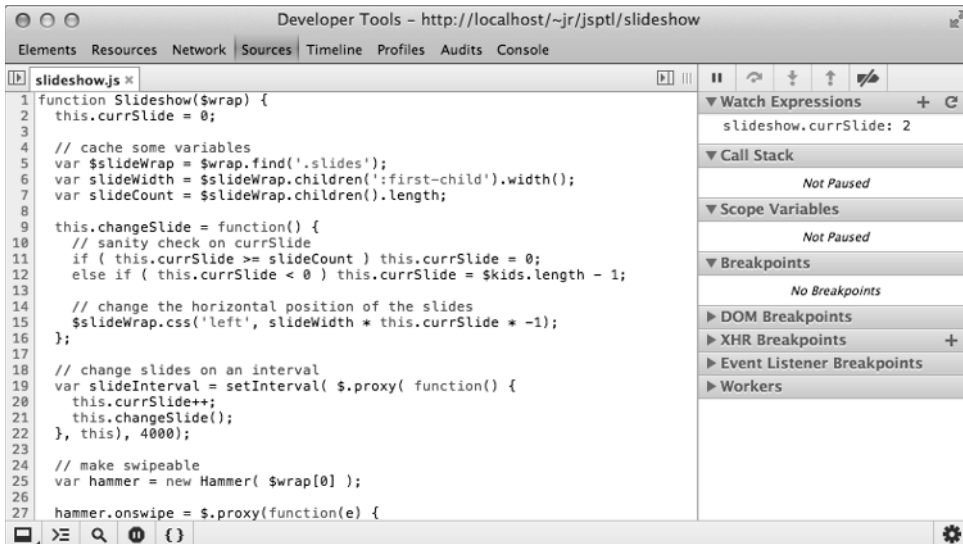 Developer Tools – http://localhost/~jr/jsptl/slideshow
Elements Resources Network Sources Timeline Profiles Audits Console
slideshow.js ×
1 function Slideshow($wrap) {
2   this.currSlide = 0;
3
4   // cache some variables
5   var $slideWrap = $wrap.find('.slides');
6   var slideWidth = $slideWrap.children(':first-child').width();
7   var slideCount = $slideWrap.children().length;
8
9   this.changeSlide = function() {
10     // sanity check on currSlide
11     if ( this.currSlide >= slideCount ) this.currSlide = 0;
12     else if ( this.currSlide < 0 ) this.currSlide = $kids.length - 1;
13
14     // change the horizontal position of the slides
15     $slideWrap.css('left', slideWidth * this.currSlide * -1);
16   };
17
18   // change slides on an interval
19   var slideInterval = setInterval( $.proxy( function() {
20     this.currSlide++;
21     this.changeSlide();
22   }, this), 4000);
23
24   // make swipeable
25   var hammer = new Hammer( $wrap[0] );
26
27   hammer.onswipe = $.proxy(function(e) {
Watch Expressions + C
slideshow.currSlide: 2
Call Stack
Not Paused
Scope Variables
Not Paused
Breakpoints
No Breakpoints
DOM Breakpoints
XHR Breakpoints +
Event Listener Breakpoints
Workers
{}